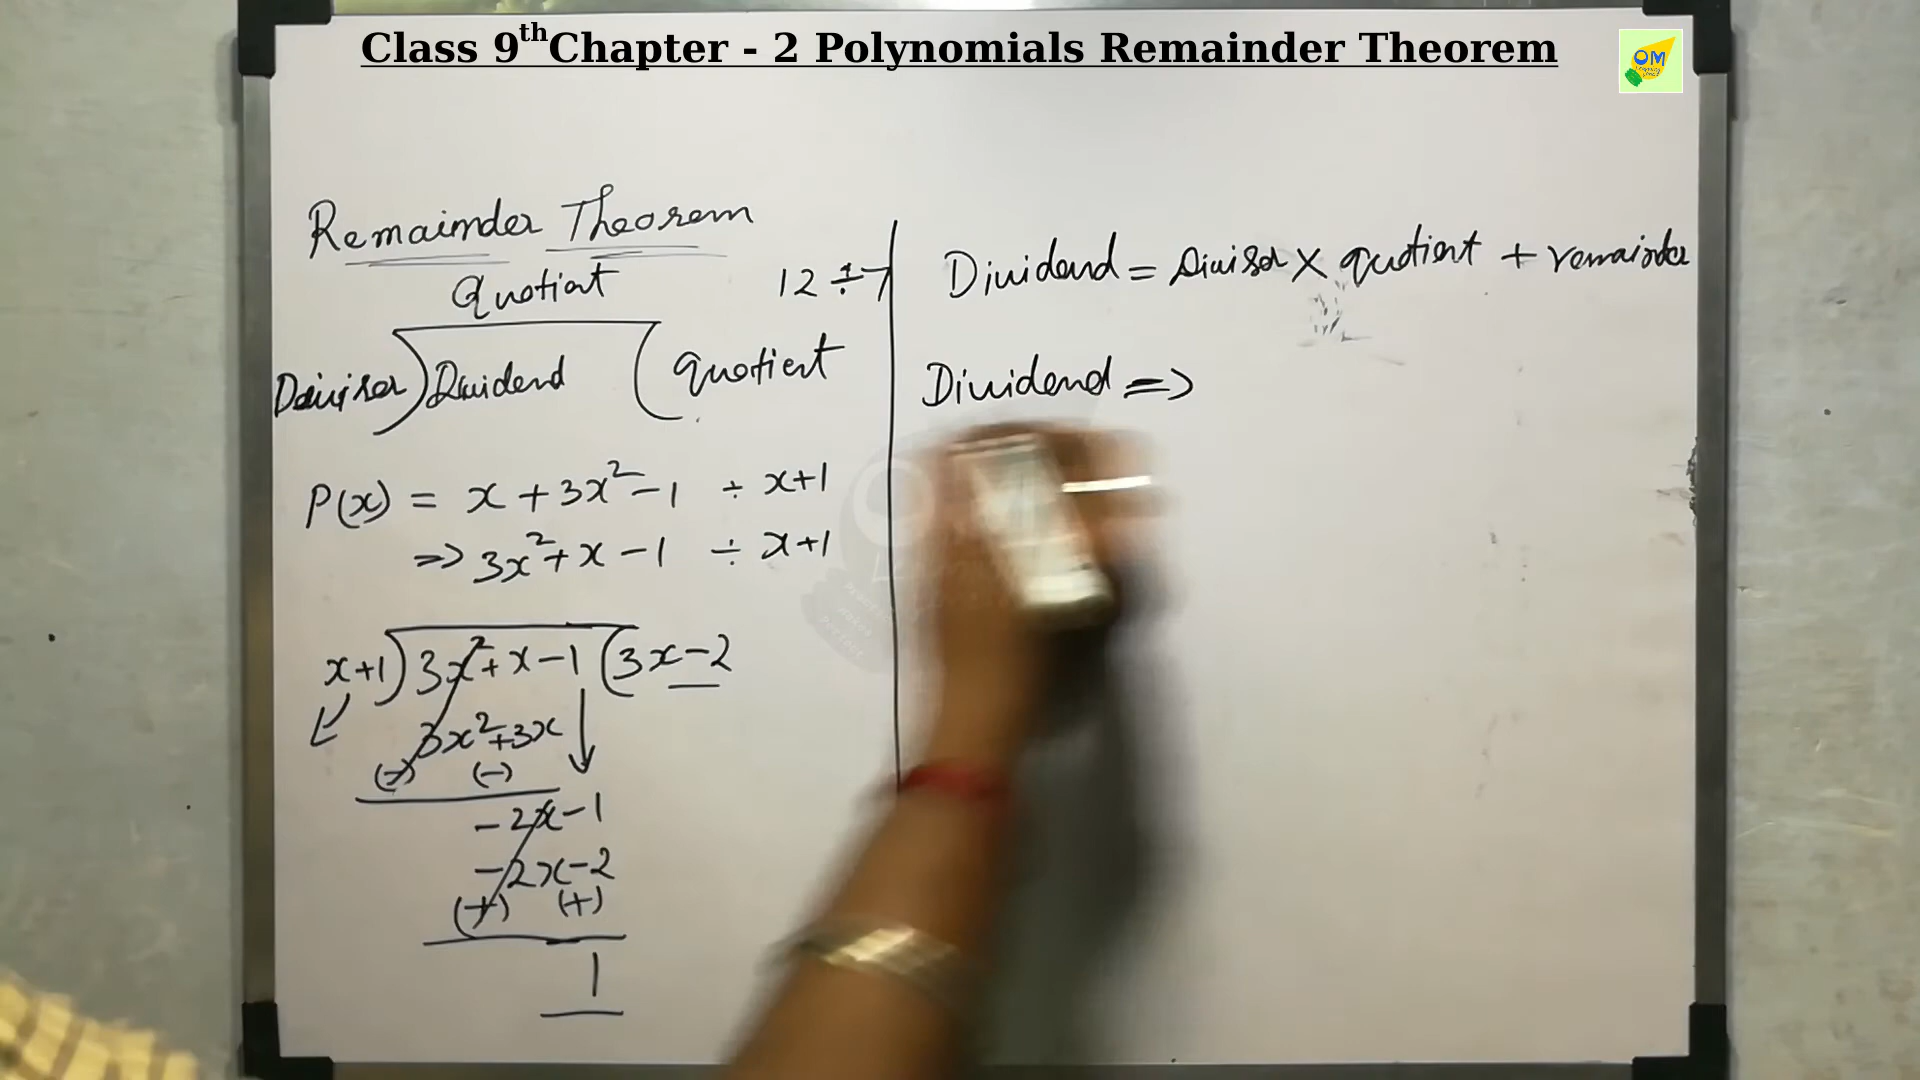 Class 9th Chapter - 2 Polynomials Remainder Theorem
OM
Remainder Theorem
Quotient
12 ÷ 7
Divisor) Dividend (quotient
P(x) = x + 3x² - 1 ÷ x+1
=> 3x² + x - 1 ÷ x+1
x+1) 3x² + x - 1 (3x - 2
3x² + 3x
(-) (-)
- 2x - 1
- 2x - 2
(+) (+)
1
Dividend = Divisor × quotient + remainder
Dividend =>